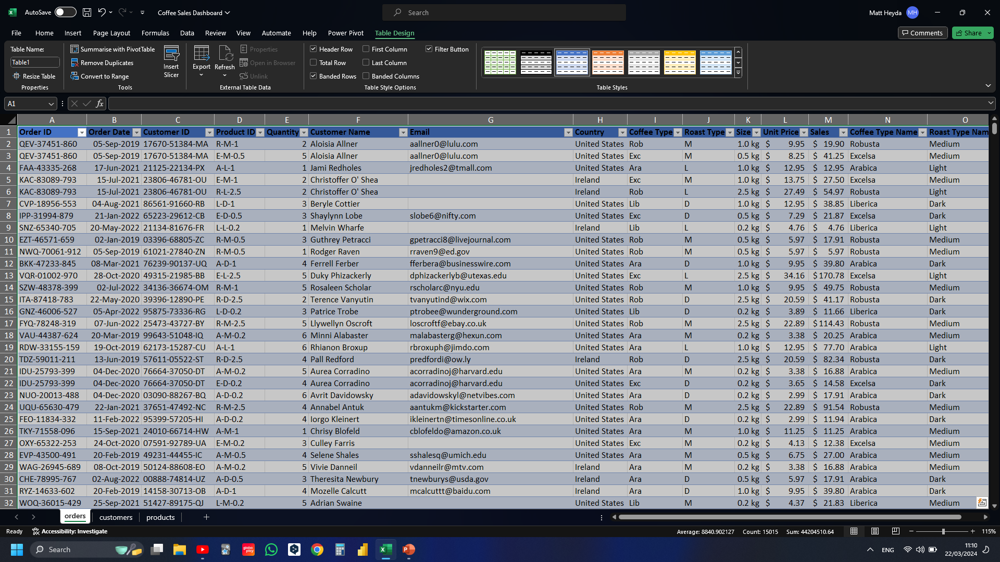 AutoSave Coffee Sales Dashboard Search Matt Heyda MH
File Home Insert Page Layout Formulas Data Review View Automate Help Power Pivot Table Design Comments Share
Table Name: Summarise with PivotTable Properties Header Row First Column Filter Button
Table1 Remove Duplicates Insert Slicer Export Refresh Open in Browser Total Row Last Column
Resize Table Convert to Range Unlink Banded Rows Banded Columns
Properties Tools External Table Data Table Style Options Table Styles
A1 fx
A B C D E F G H I J K L M N O
1 Order ID Order Date Customer ID Product ID Quantity Customer Name Email Country Coffee Type Roast Type Size Unit Price Sales Coffee Type Name Roast Type Nam
2 QEV-37451-860 05-Sep-2019 17670-51384-MA R-M-1 2 Aloisia Allner aallner0@lulu.com United States Rob M 1.0 kg $ 9.95 $ 19.90 Robusta Medium
3 QEV-37451-860 05-Sep-2019 17670-51384-MA E-M-0.5 5 Aloisia Allner aallner0@lulu.com United States Exc M 0.5 kg $ 8.25 $ 41.25 Excelsa Medium
4 FAA-43335-268 17-Jun-2021 21125-22134-PX A-L-1 1 Jami Redholes jredholes2@tmall.com United States Ara L 1.0 kg $ 12.95 $ 12.95 Arabica Light
5 KAC-83089-793 15-Jul-2021 23806-46781-OU E-M-1 2 Christoffer O' Shea Ireland Exc M 1.0 kg $ 13.75 $ 27.50 Excelsa Medium
6 KAC-83089-793 15-Jul-2021 23806-46781-OU R-L-2.5 2 Christoffer O' Shea Ireland Rob L 2.5 kg $ 27.49 $ 54.97 Robusta Light
7 CVP-18956-553 04-Aug-2021 86561-91660-RB L-D-1 3 Beryle Cottier United States Lib D 1.0 kg $ 12.95 $ 38.85 Liberica Dark
8 IPP-31994-879 21-Jan-2022 65223-29612-CB E-D-0.5 3 Shaylynn Lobe slobe6@nifty.com United States Exc D 0.5 kg $ 7.29 $ 21.87 Excelsa Dark
9 SNZ-65340-705 20-May-2022 21134-81676-FR L-L-0.2 1 Melvin Wharfe Ireland Lib L 0.2 kg $ 4.76 $ 4.76 Liberica Light
10 EZT-46571-659 02-Jan-2019 03396-68805-ZC R-M-0.5 3 Guthrey Petracci gpetracci8@livejournal.com United States Rob M 0.5 kg $ 5.97 $ 17.91 Robusta Medium
11 NWQ-70061-912 05-Sep-2019 61021-27840-ZN R-M-0.5 1 Rodger Raven rraven9@ed.gov United States Rob M 0.5 kg $ 5.97 $ 5.97 Robusta Medium
12 BKK-47233-845 08-Mar-2021 76239-90137-UQ A-D-1 4 Ferrell Ferber fferbera@businesswire.com United States Ara D 1.0 kg $ 9.95 $ 39.80 Arabica Dark
13 VQR-01002-970 28-Oct-2020 49315-21985-BB E-L-2.5 5 Duky Phizackerly dphizackerlyb@utexas.edu United States Exc L 2.5 kg $ 34.16 $170.78 Excelsa Light
14 SZW-48378-399 02-Jul-2022 34136-36674-OM R-M-1 5 Rosaleen Scholar rscholarc@nyu.edu United States Rob M 1.0 kg $ 9.95 $ 49.75 Robusta Medium
15 ITA-87418-783 22-May-2020 39396-12890-PE R-D-2.5 2 Terence Vanyutin tvanyutind@wix.com United States Rob D 2.5 kg $ 20.59 $ 41.17 Robusta Dark
16 GNZ-46006-527 05-Apr-2022 95875-73336-RG L-D-0.2 3 Patrice Trobe ptrobee@wunderground.com United States Lib D 0.2 kg $ 3.89 $ 11.66 Liberica Dark
17 FYQ-78248-319 07-Jun-2022 25473-43727-BY R-M-2.5 5 Llywellyn Oscroft loscroftf@ebay.co.uk United States Rob M 2.5 kg $ 22.89 $114.43 Robusta Medium
18 VAU-44387-624 20-Mar-2019 99643-51048-IQ A-M-0.2 6 Minni Alabaster malabasterg@hexun.com United States Ara M 0.2 kg $ 3.38 $ 20.25 Arabica Medium
19 RDW-33155-159 19-Oct-2019 62173-15287-CU A-L-1 6 Rhianon Broxup rbroxuph@jimdo.com United States Ara L 1.0 kg $ 12.95 $ 77.70 Arabica Light
20 TDZ-59011-211 13-Jun-2019 57611-05522-ST R-D-2.5 4 Pall Redford predfordi@ow.ly Ireland Rob D 2.5 kg $ 20.59 $ 82.34 Robusta Dark
21 IDU-25793-399 04-Dec-2020 76664-37050-DT A-M-0.2 5 Aurea Corradino acorradinoj@harvard.edu United States Ara M 0.2 kg $ 3.38 $ 16.88 Arabica Medium
22 IDU-25793-399 04-Dec-2020 76664-37050-DT E-D-0.2 4 Aurea Corradino acorradinoj@harvard.edu United States Exc D 0.2 kg $ 3.65 $ 14.58 Excelsa Dark
23 NUO-20013-488 04-Dec-2020 03090-88267-BQ A-D-0.2 6 Avrit Davidowsky adavidowskyl@netvibes.com United States Ara D 0.2 kg $ 2.99 $ 17.91 Arabica Dark
24 UQU-65630-479 22-Jan-2021 37651-47492-NC R-M-2.5 4 Annabel Antuk aantukm@kickstarter.com United States Rob M 2.5 kg $ 22.89 $ 91.54 Robusta Medium
25 FEO-11834-332 11-Feb-2022 95399-57205-HI A-D-0.2 4 Iorgo Kleinert ikleinertn@timesonline.co.uk United States Ara D 0.2 kg $ 2.99 $ 11.94 Arabica Dark
26 TKY-71558-096 15-Sep-2021 24010-66714-HW A-M-1 1 Chrisy Blofeld cblofeldo@amazon.co.uk United States Ara M 1.0 kg $ 11.25 $ 11.25 Arabica Medium
27 OXY-65322-253 24-Oct-2020 07591-92789-UA E-M-0.2 3 Culley Farris United States Exc M 0.2 kg $ 4.13 $ 12.38 Excelsa Medium
28 EVP-43500-491 20-Feb-2019 49231-44455-IC A-M-0.5 4 Selene Shales sshalesq@umich.edu United States Ara M 0.5 kg $ 6.75 $ 27.00 Arabica Medium
29 WAG-26945-689 08-Oct-2019 50124-88608-EO A-M-0.2 5 Vivie Danneil vdanneilr@mtv.com Ireland Ara M 0.2 kg $ 3.38 $ 16.88 Arabica Medium
30 CHE-78995-767 02-Aug-2022 00888-74814-UZ A-D-0.5 3 Theresita Newbury tnewburys@usda.gov Ireland Ara D 0.5 kg $ 5.97 $ 17.91 Arabica Dark
31 RYZ-14633-602 20-Feb-2019 14158-30713-OB A-D-1 4 Mozelle Calcutt mcalcuttt@baidu.com Ireland Ara D 1.0 kg $ 9.95 $ 39.80 Arabica Dark
32 WOQ-36015-429 25-Sep-2021 51427-89175-QJ L-M-0.2 5 Adrian Swaine United States Lib M 0.2 kg $ 4.37 $ 21.83 Liberica Medium
orders customers products
Ready Accessibility: Investigate Average: 8840.902127 Count: 15015 Sum: 44204510.64 115%
Search globo play ENG 11:10
22/03/2024